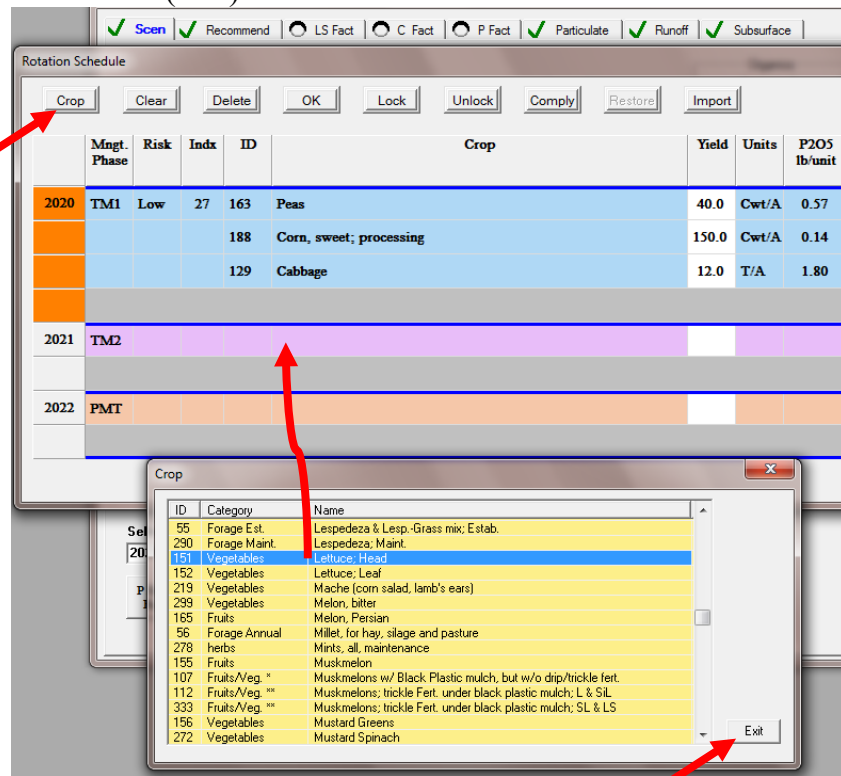 Scen Recommend LS Fact C Fact P Fact Particulate Runoff Subsurface
Rotation Schedule
Crop Clear Delete OK Lock Unlock Comply Restore Import
Mngt. Phase Risk Indx ID Crop Yield Units P2O5 lb/unit
2020 TM1 Low 27 163 Peas 40.0 Cwt/A 0.57
188 Corn, sweet; processing 150.0 Cwt/A 0.14
129 Cabbage 12.0 T/A 1.80
2021 TM2
2022 PMT
Crop
ID Category Name
55 Forage Est. Lespedeza & Lesp.-Grass mix; Estab.
290 Forage Maint. Lespedeza; Maint.
151 Vegetables Lettuce; Head
152 Vegetables Lettuce; Leaf
219 Vegetables Mache (corn salad, lamb's ears)
299 Vegetables Melon, bitter
165 Fruits Melon, Persian
56 Forage Annual Millet, for hay, silage and pasture
278 herbs Mints, all, maintenance
155 Fruits Muskmelon
107 Fruits/Veg. * Muskmelons w/ Black Plastic mulch, but w/o drip/trickle fert.
112 Fruits/Veg. ** Muskmelons; trickle Fert. under black plastic mulch; L & SiL
333 Fruits/Veg. ** Muskmelons; trickle Fert. under black plastic mulch; SL & LS
156 Vegetables Mustard Greens
272 Vegetables Mustard Spinach
Exit